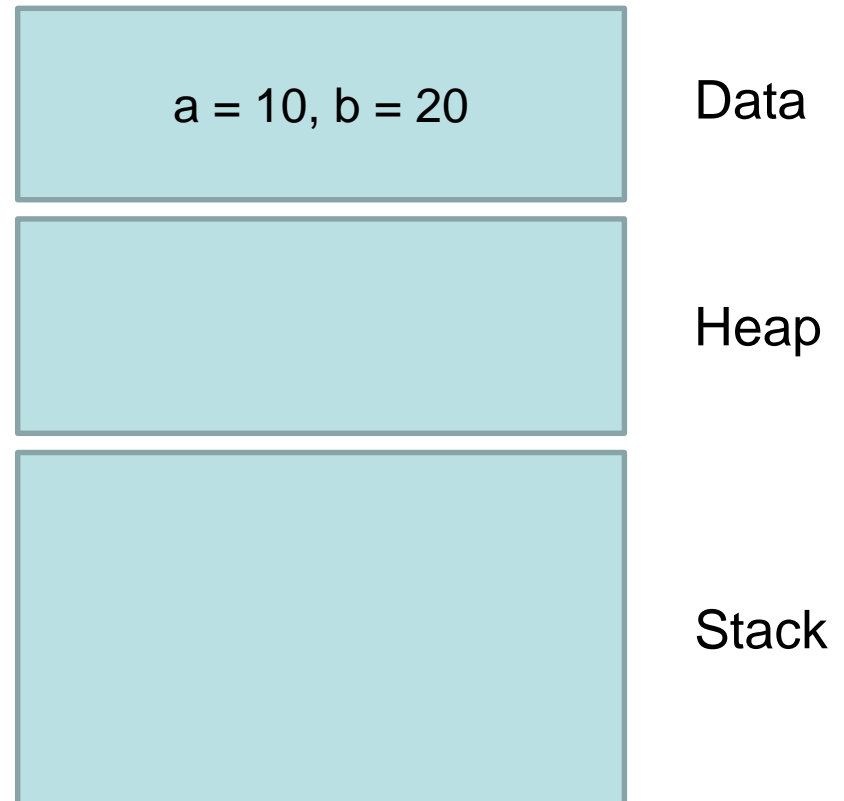 a = 10, b = 20
Data
Heap
Stack